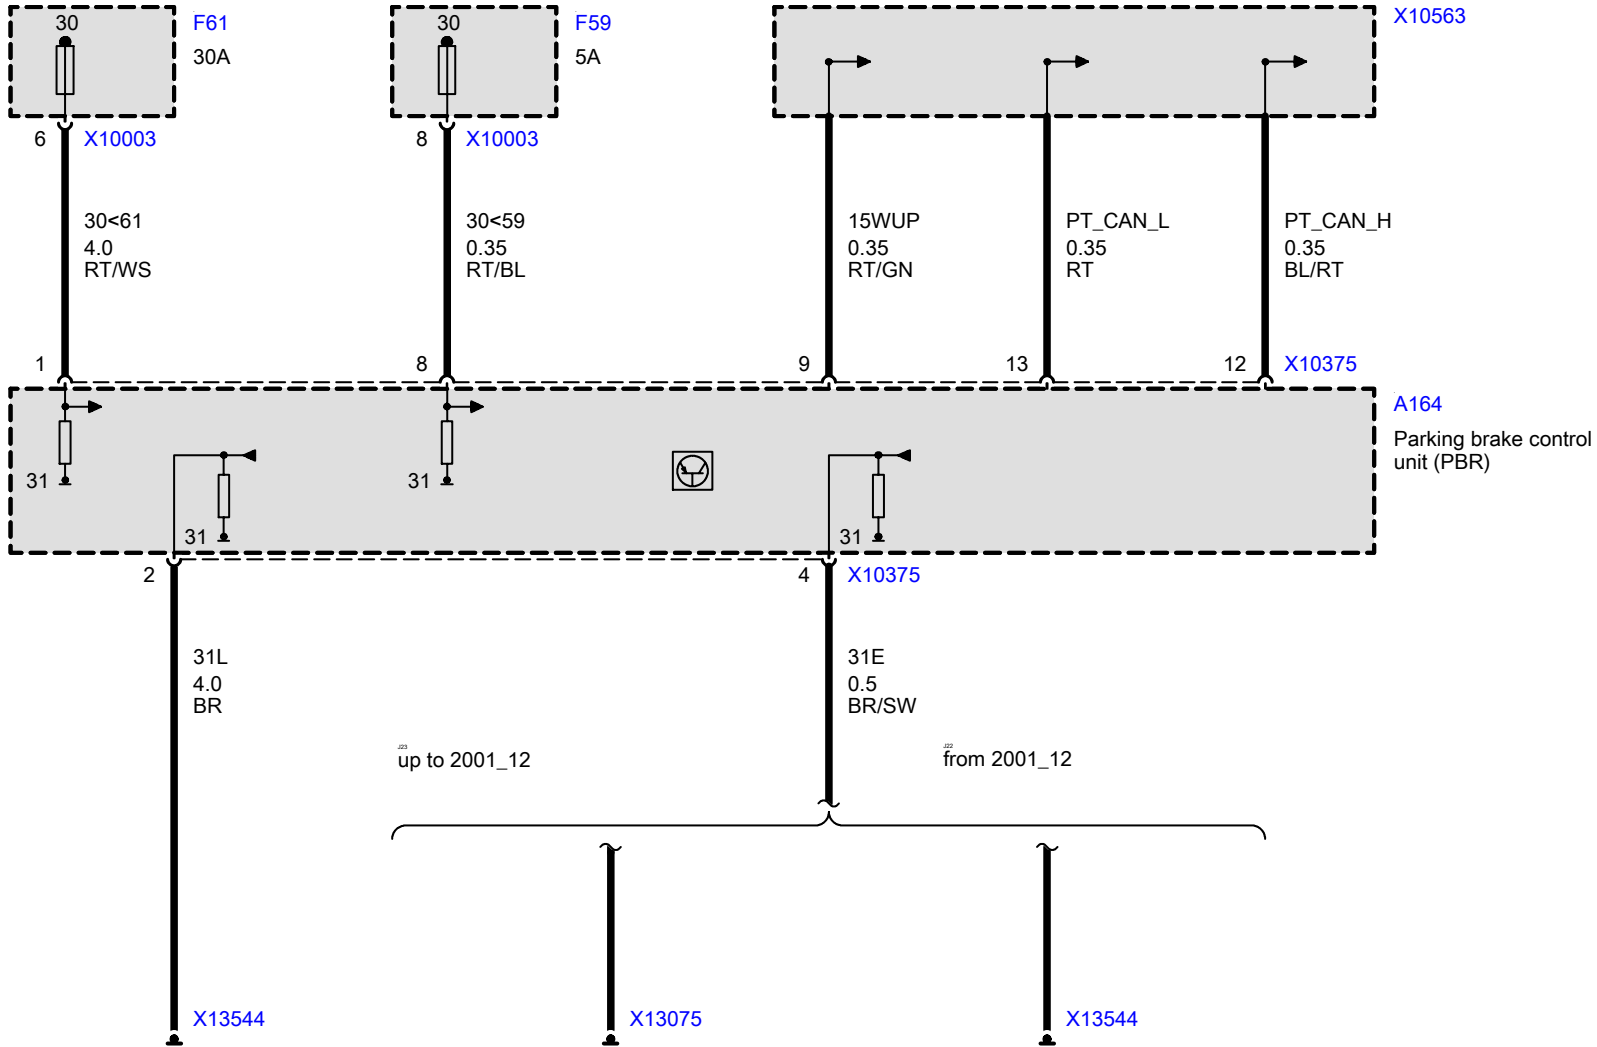 30
F61
30A
30
F59
5A
X10563
6
X10003
8
X10003
30<61
4.0
RT/WS
30<59
0.35
RT/BL
15WUP
0.35
RT/GN
PT_CAN_L
0.35
RT
PT_CAN_H
0.35
BL/RT
1
8
9
13
12
X10375
A164
Parking brake control
unit (PBR)
31
31
31
31
2
4
X10375
31L
4.0
BR
31E
0.5
BR/SW
J23
up to 2001_12
J22
from 2001_12
X13544
X13075
X13544